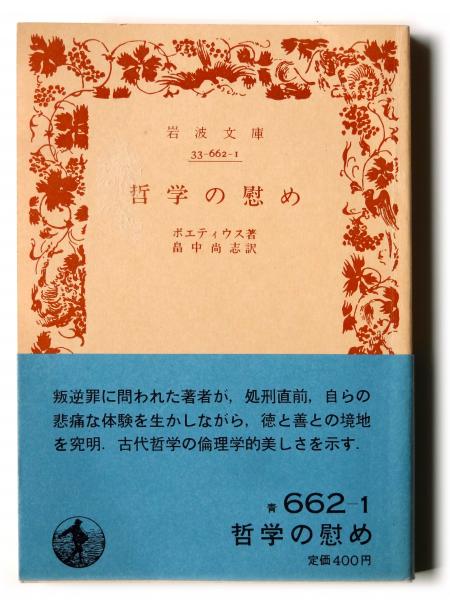 岩波文庫
33-662-1
哲学の慰め
ボエティウス著
畠中尚志訳
叛逆罪に問われた著者が，処刑直前，自らの
悲痛な体験を生かしながら，徳と善との境地
を究明．古代哲学の倫理学的美しさを示す．
青 662-1
哲学の慰め
定価400円